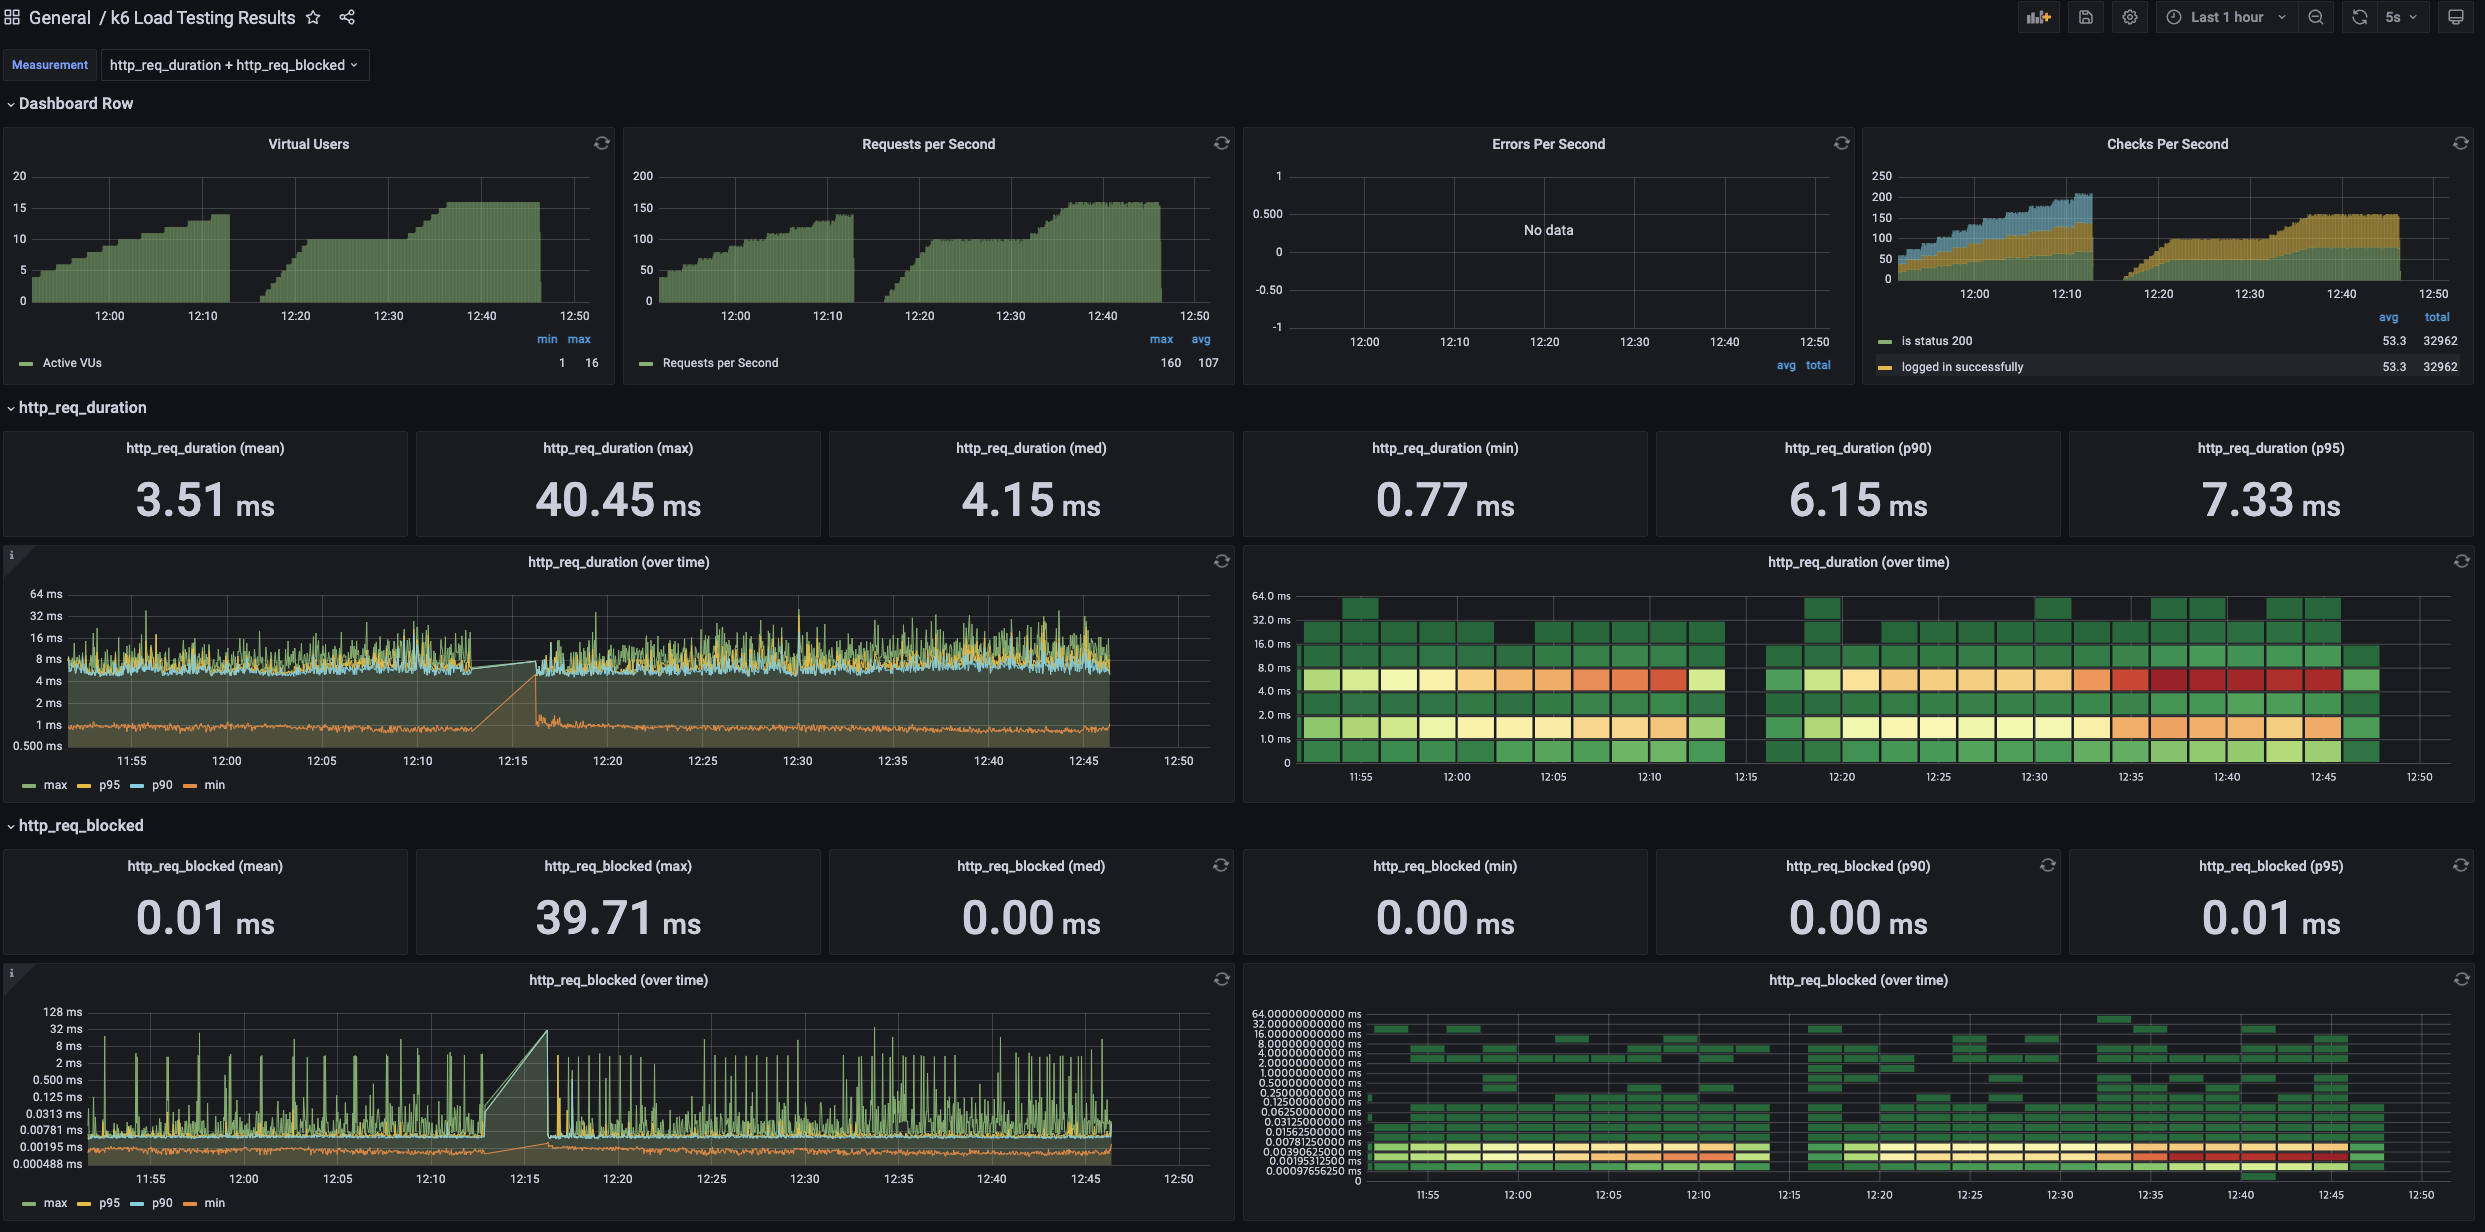 General / k6 Load Testing Results
Last 1 hour
5s
Measurement
http_req_duration + http_req_blocked
Dashboard Row
Virtual Users
20
15
10
5
0
12:00 12:10 12:20 12:30 12:40 12:50
min max
Active VUs 1 16
Requests per Second
200
150
100
50
0
12:00 12:10 12:20 12:30 12:40 12:50
max avg
Requests per Second 160 107
Errors Per Second
1
0.500
0
-0.50
-1
No data
12:00 12:10 12:20 12:30 12:40 12:50
avg total
Checks Per Second
250
200
150
100
50
0
12:00 12:10 12:20 12:30 12:40 12:50
avg total
is status 200 53.3 32962
logged in successfully 53.3 32962
http_req_duration
http_req_duration (mean)
3.51 ms
http_req_duration (max)
40.45 ms
http_req_duration (med)
4.15 ms
http_req_duration (min)
0.77 ms
http_req_duration (p90)
6.15 ms
http_req_duration (p95)
7.33 ms
http_req_duration (over time)
64 ms
32 ms
16 ms
8 ms
4 ms
2 ms
1 ms
0.500 ms
11:55 12:00 12:05 12:10 12:15 12:20 12:25 12:30 12:35 12:40 12:45 12:50
max p95 p90 min
http_req_duration (over time)
64.0 ms
32.0 ms
16.0 ms
8.0 ms
4.0 ms
2.0 ms
1.0 ms
0
11:55 12:00 12:05 12:10 12:15 12:20 12:25 12:30 12:35 12:40 12:45 12:50
http_req_blocked
http_req_blocked (mean)
0.01 ms
http_req_blocked (max)
39.71 ms
http_req_blocked (med)
0.00 ms
http_req_blocked (min)
0.00 ms
http_req_blocked (p90)
0.00 ms
http_req_blocked (p95)
0.01 ms
http_req_blocked (over time)
128 ms
32 ms
8 ms
2 ms
0.500 ms
0.125 ms
0.0313 ms
0.00781 ms
0.00195 ms
0.000488 ms
11:55 12:00 12:05 12:10 12:15 12:20 12:25 12:30 12:35 12:40 12:45 12:50
max p95 p90 min
http_req_blocked (over time)
64.00000000000 ms
32.00000000000 ms
16.00000000000 ms
8.00000000000 ms
4.00000000000 ms
2.00000000000 ms
1.00000000000 ms
0.50000000000 ms
0.25000000000 ms
0.12500000000 ms
0.06250000000 ms
0.03125000000 ms
0.01562500000 ms
0.00781250000 ms
0.00390625000 ms
0.00195312500 ms
0.00097656250 ms
0
11:55 12:00 12:05 12:10 12:15 12:20 12:25 12:30 12:35 12:40 12:45 12:50